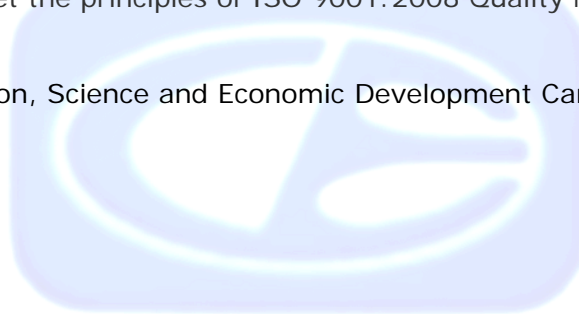 et the principles of ISO 9001:2008 Quality
on, Science and Economic Development Ca